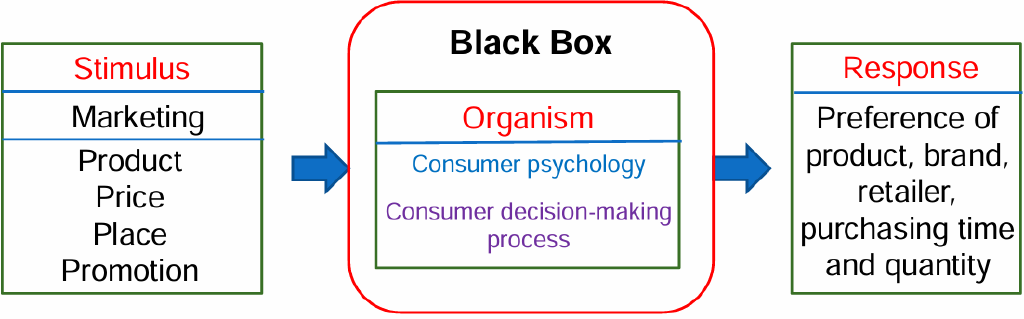 Stimulus
Marketing
Product
Price
Place
Promotion
Black Box
Organism
Consumer psychology
Consumer decision-making
process
Response
Preference of
product, brand,
retailer,
purchasing time
and quantity